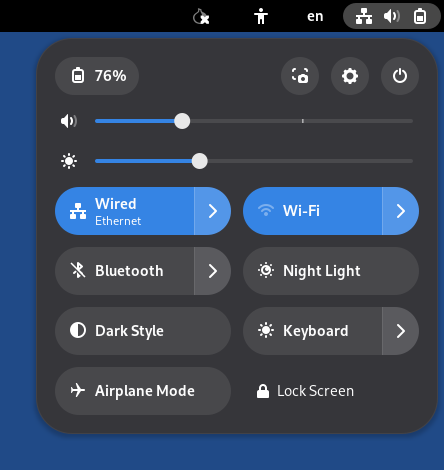 en
76%
Wired
Ethernet
Wi-Fi
Bluetooth
Night Light
Dark Style
Keyboard
Airplane Mode
Lock Screen